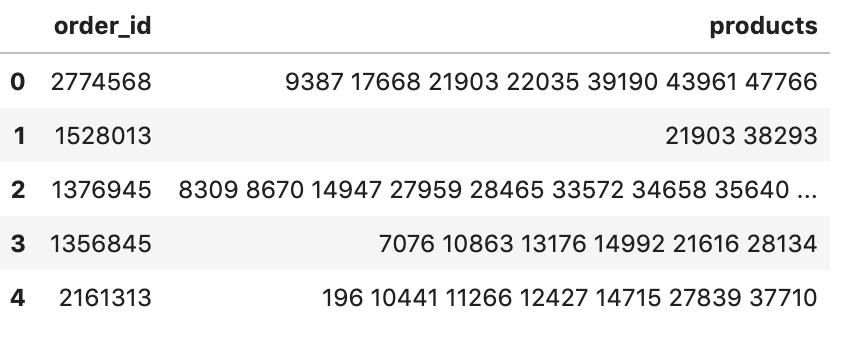 order_id products
0 2774568 9387 17668 21903 22035 39190 43961 47766
1 1528013 21903 38293
2 1376945 8309 8670 14947 27959 28465 33572 34658 35640 ...
3 1356845 7076 10863 13176 14992 21616 28134
4 2161313 196 10441 11266 12427 14715 27839 37710